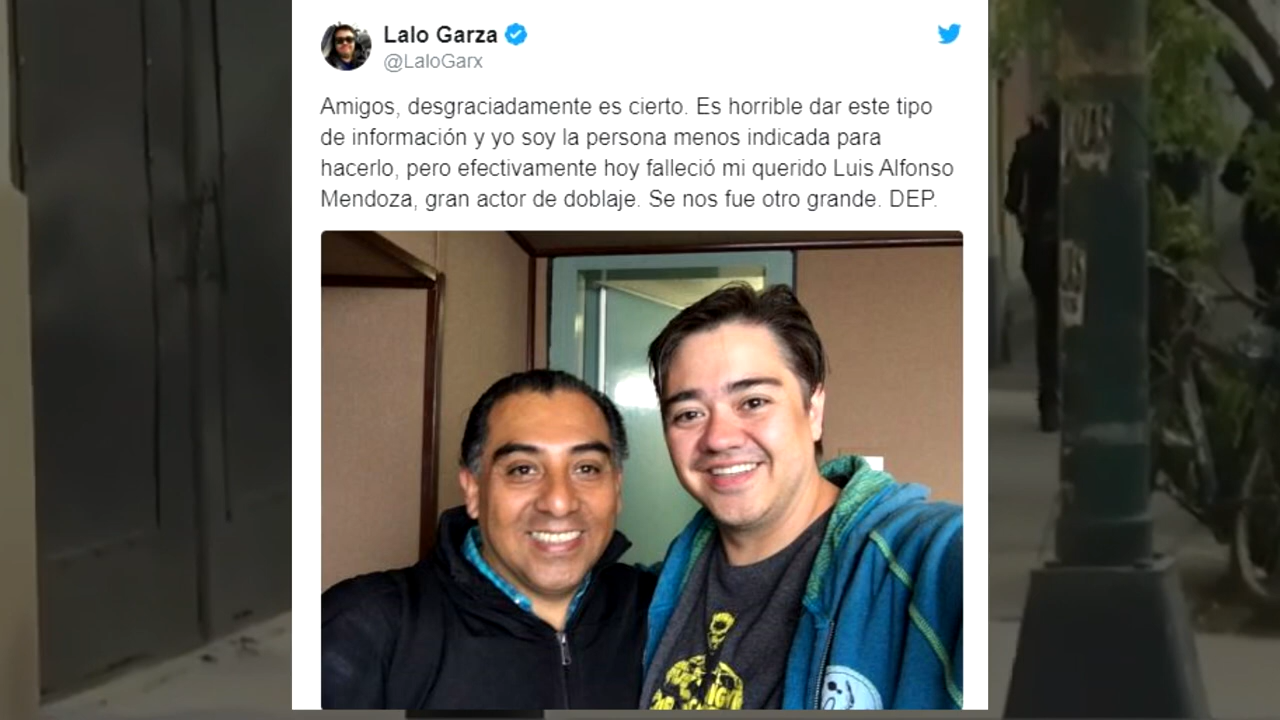 Lalo Garza
@LaloGarx
Amigos, desgraciadamente es cierto. Es horrible dar este tipo
de información y yo soy la persona menos indicada para
hacerlo, pero efectivamente hoy falleció mi querido Luis Alfonso
Mendoza, gran actor de doblaje. Se nos fue otro grande. DEP.